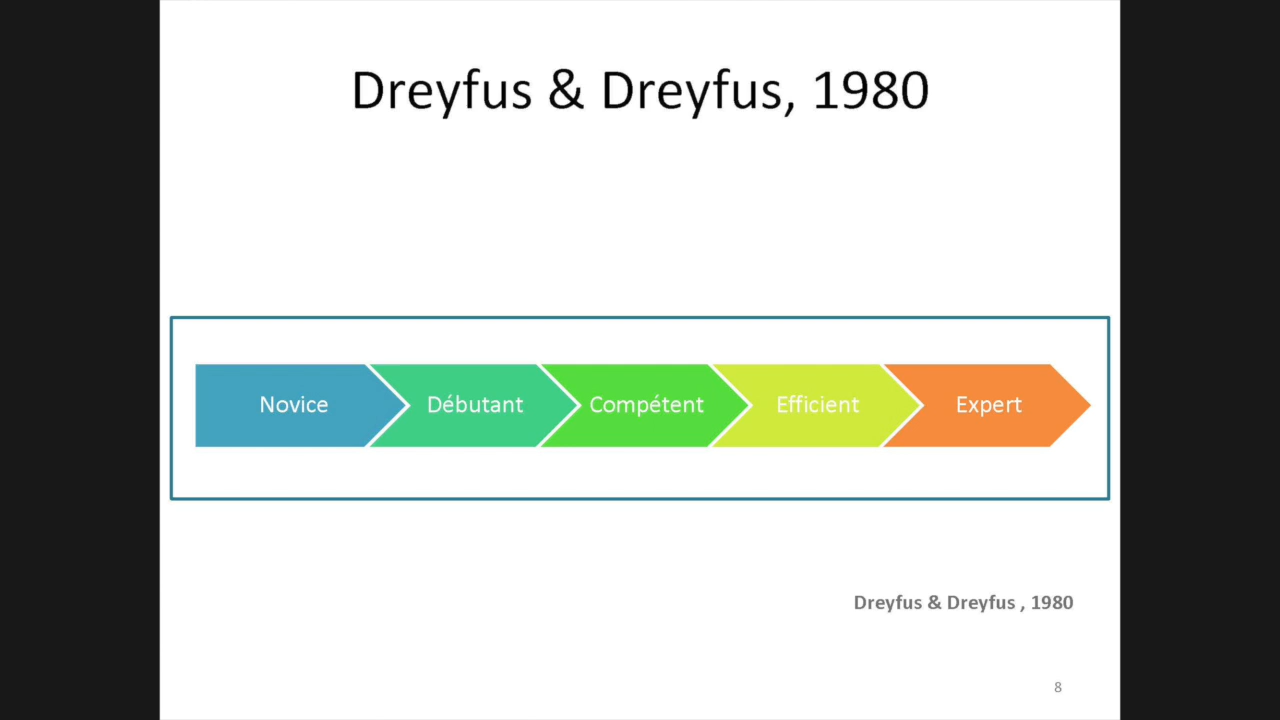 Dreyfus & Dreyfus, 1980
Novice
Débutant
Compétent
Efficient
Expert
Dreyfus & Dreyfus , 1980
8